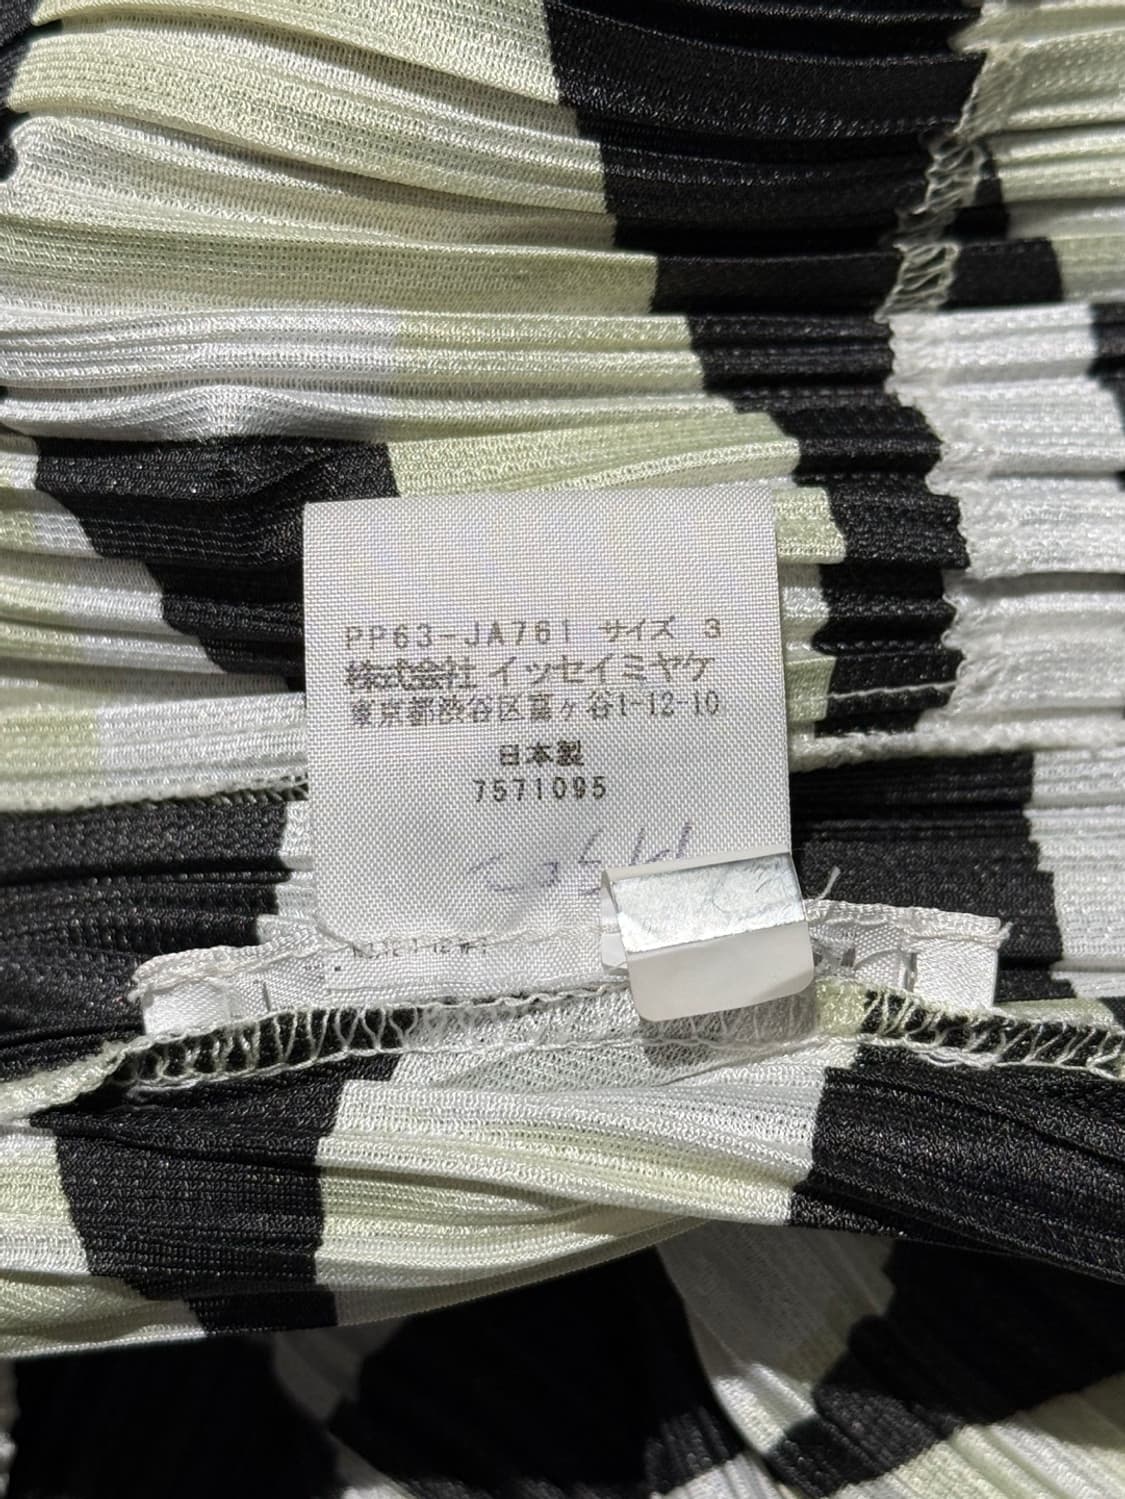 PP63-JA761 サイズ 3
株式会社 イッセイミヤケ
東京都渋谷区富ヶ谷1-12-10
日本製
7571095